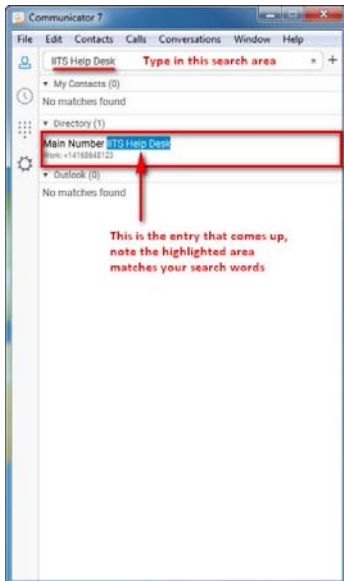 Communicator 7
File Edit Contacts Calls Conversations Window Help
IITS Help Desk Type in this search area × +
My Contacts (0)
No matches found
Directory (1)
Main Number IITS Help Desk
Work: +14168648123
Outlook (0)
No matches found
This is the entry that comes up,
note the highlighted area
matches your search words